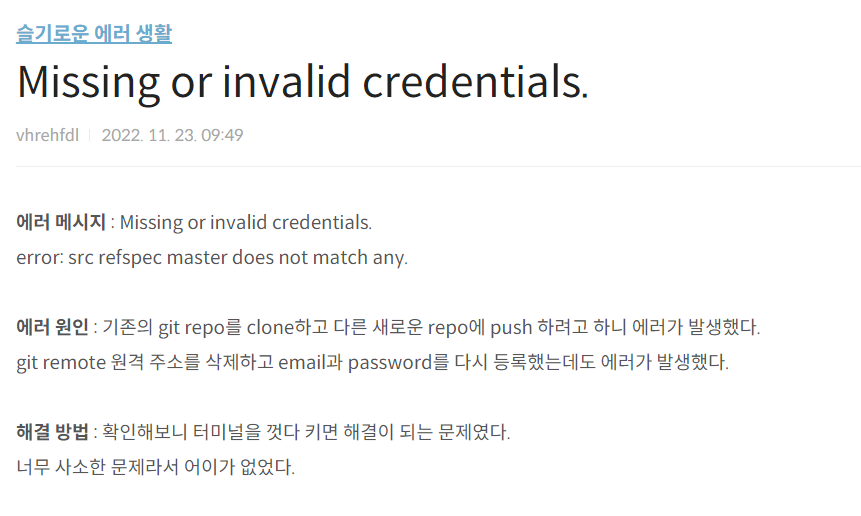 슬기로운 에러 생활
Missing or invalid credentials.
vhrehfdl 2022. 11. 23. 09:49
에러 메시지 : Missing or invalid credentials.
error: src refspec master does not match any.
에러 원인 : 기존의 git repo를 clone하고 다른 새로운 repo에 push 하려고 하니 에러가 발생했다.
git remote 원격 주소를 삭제하고 email과 password를 다시 등록했는데도 에러가 발생했다.
해결 방법 : 확인해보니 터미널을 껏다 키면 해결이 되는 문제였다.
너무 사소한 문제라서 어이가 없었다.